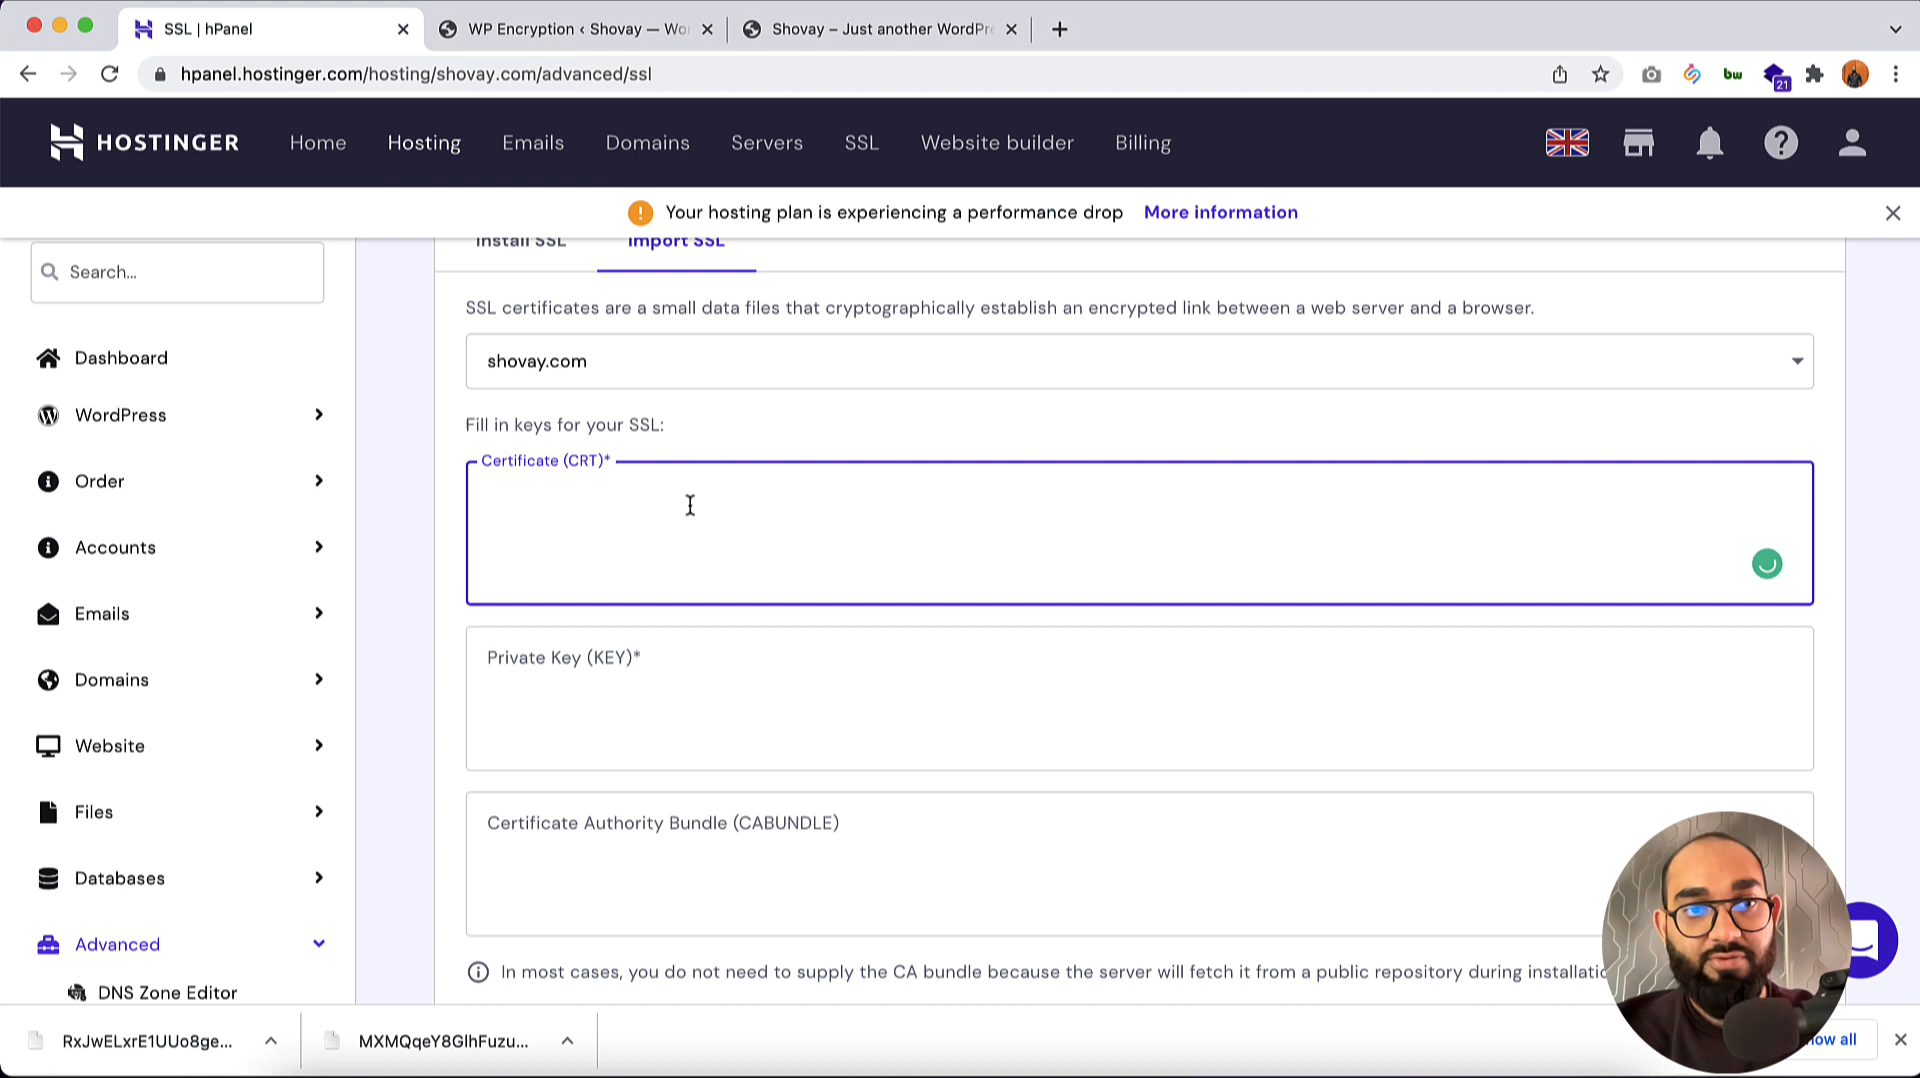 SSL | hPanel
WP Encryption ‹ Shovay — Wo
Shovay – Just another WordPr
hpanel.hostinger.com/hosting/shovay.com/advanced/ssl
bw
21
HOSTINGER
Home
Hosting
Emails
Domains
Servers
SSL
Website builder
Billing
Your hosting plan is experiencing a performance drop More information
Install SSL
Import SSL
Search...
SSL certificates are a small data files that cryptographically establish an encrypted link between a web server and a browser.
shovay.com
Dashboard
WordPress
Fill in keys for your SSL:
Certificate (CRT)*
Order
Accounts
Emails
Private Key (KEY)*
Domains
Website
Files
Certificate Authority Bundle (CABUNDLE)
Databases
Advanced
In most cases, you do not need to supply the CA bundle because the server will fetch it from a public repository during installatio
DNS Zone Editor
RxJwELxrE1UUo8ge...
MXMQqeY8GlhFuzu...
ow all